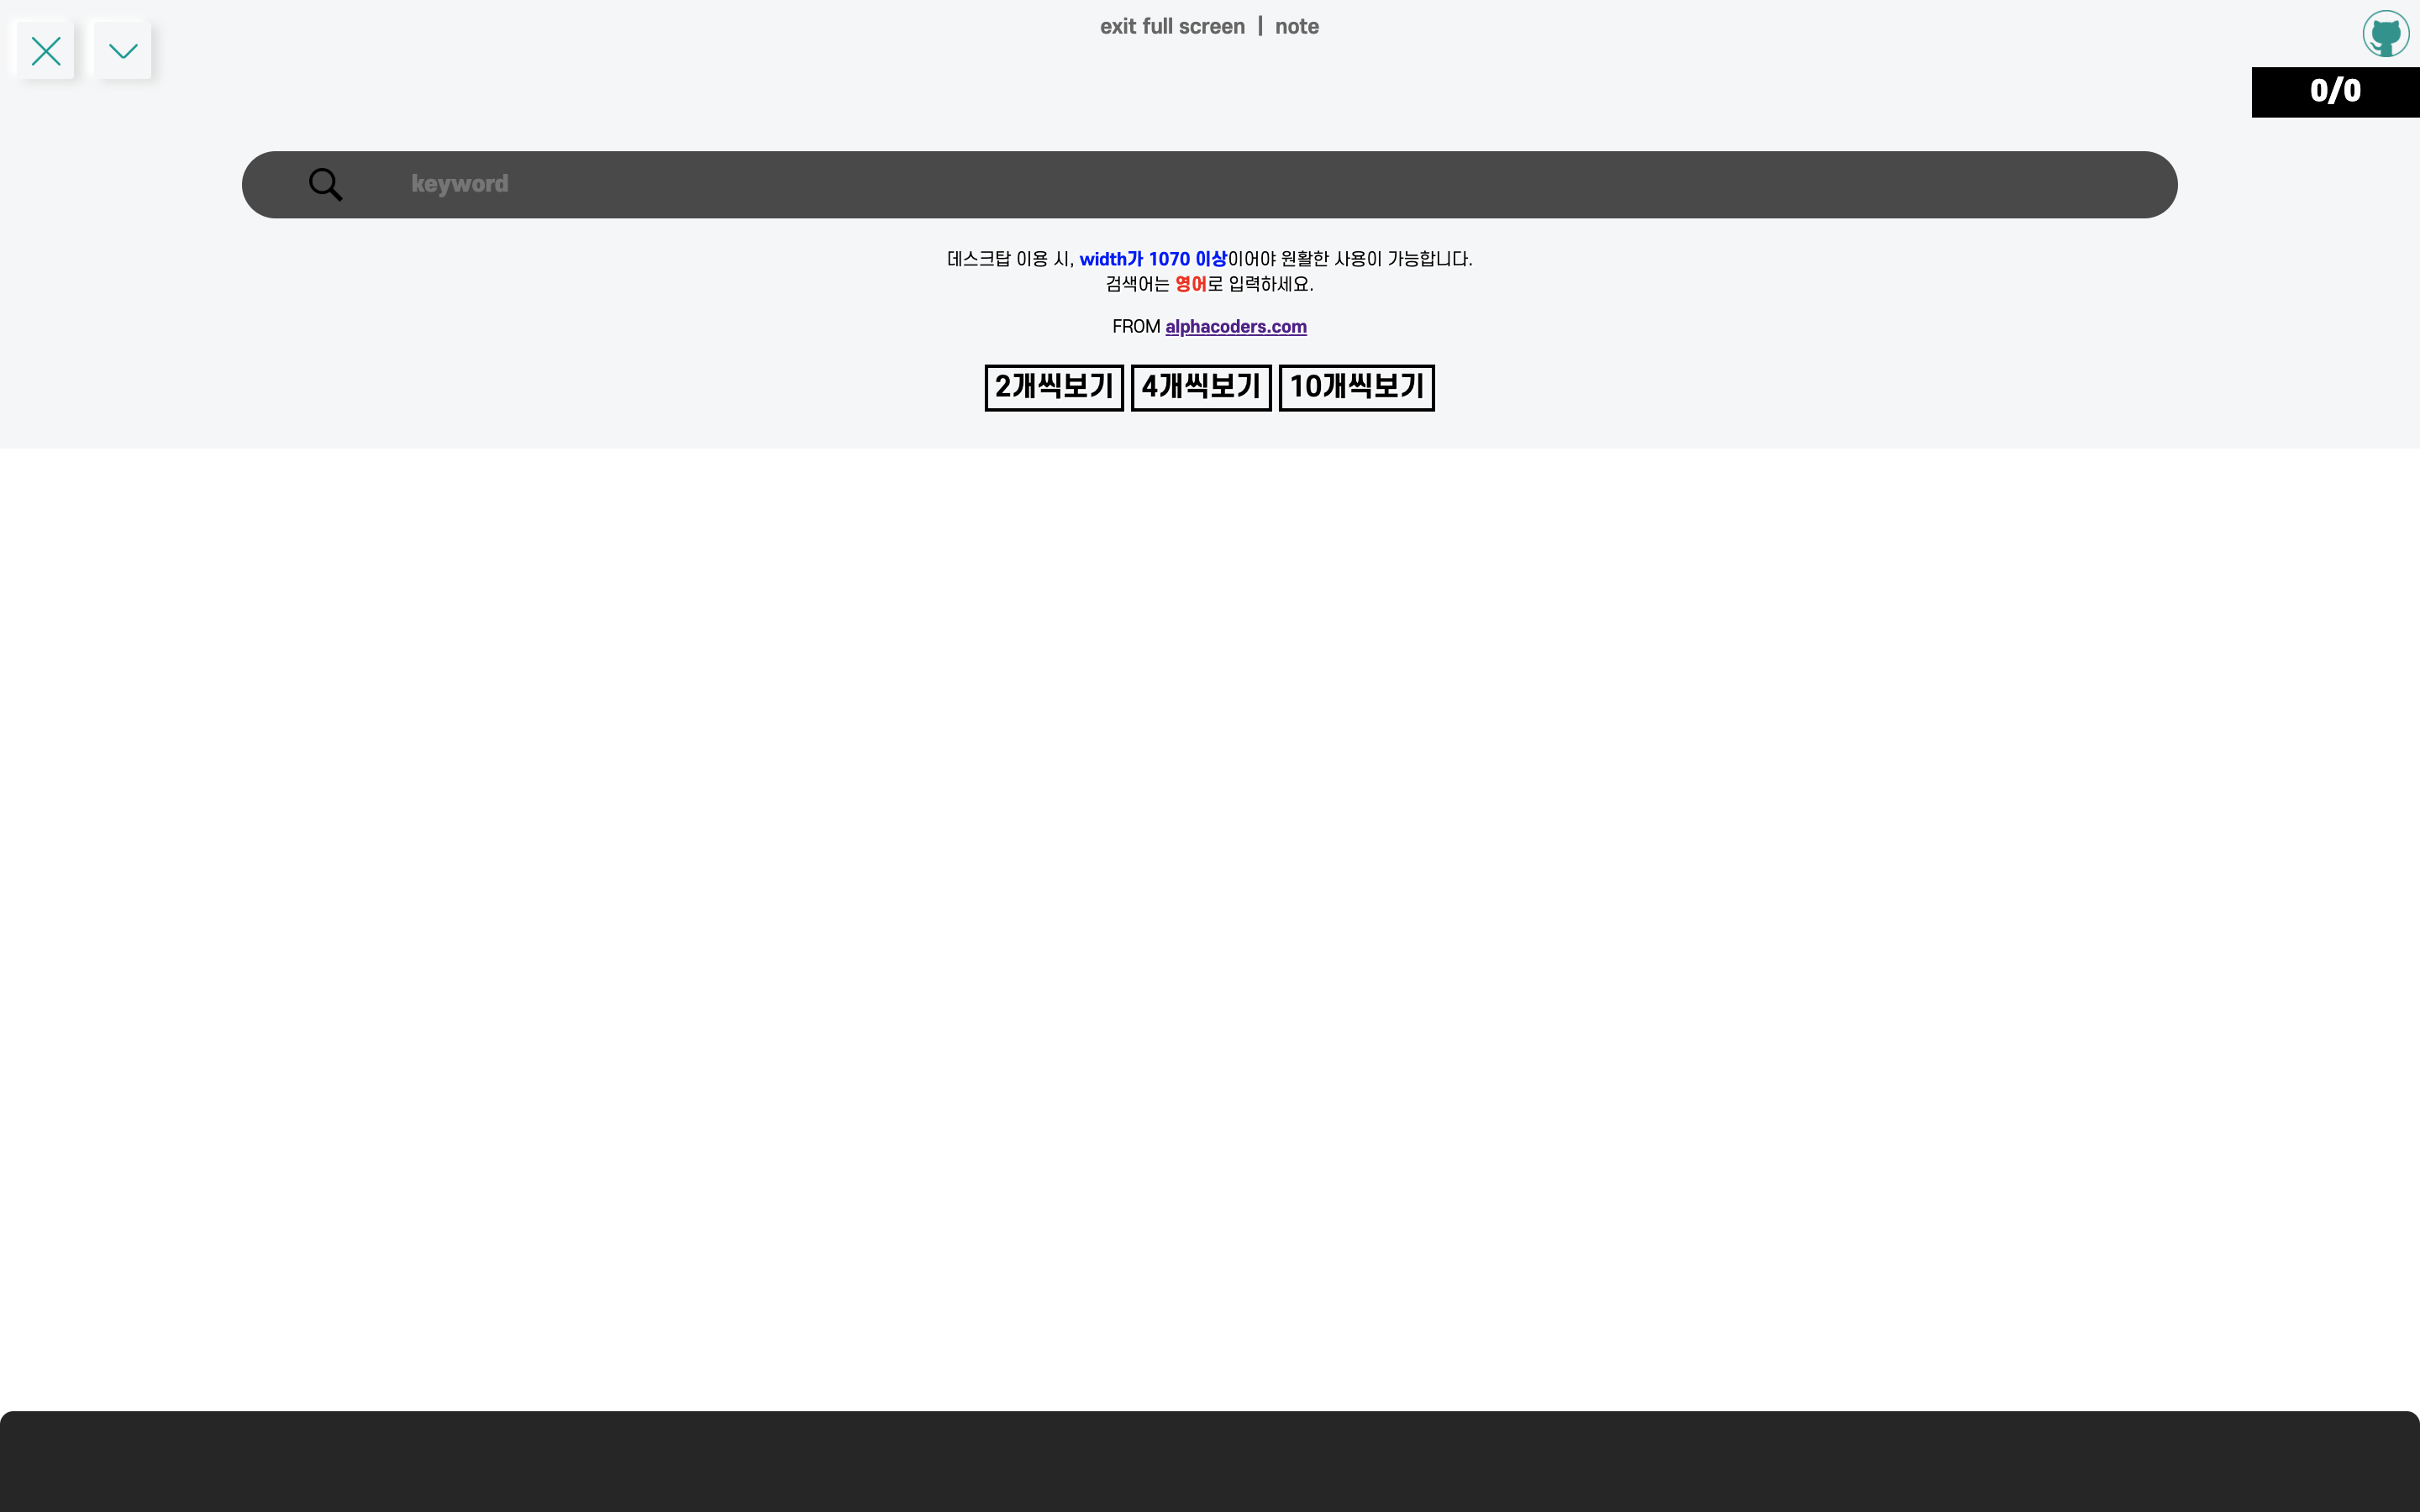 exit full screen | note
0/0
keyword
데스크탑 이용 시, width가 1070 이상이어야 원활한 사용이 가능합니다.
검색어는 영어로 입력하세요.
FROM alphacoders.com
2개씩보기 4개씩보기 10개씩보기